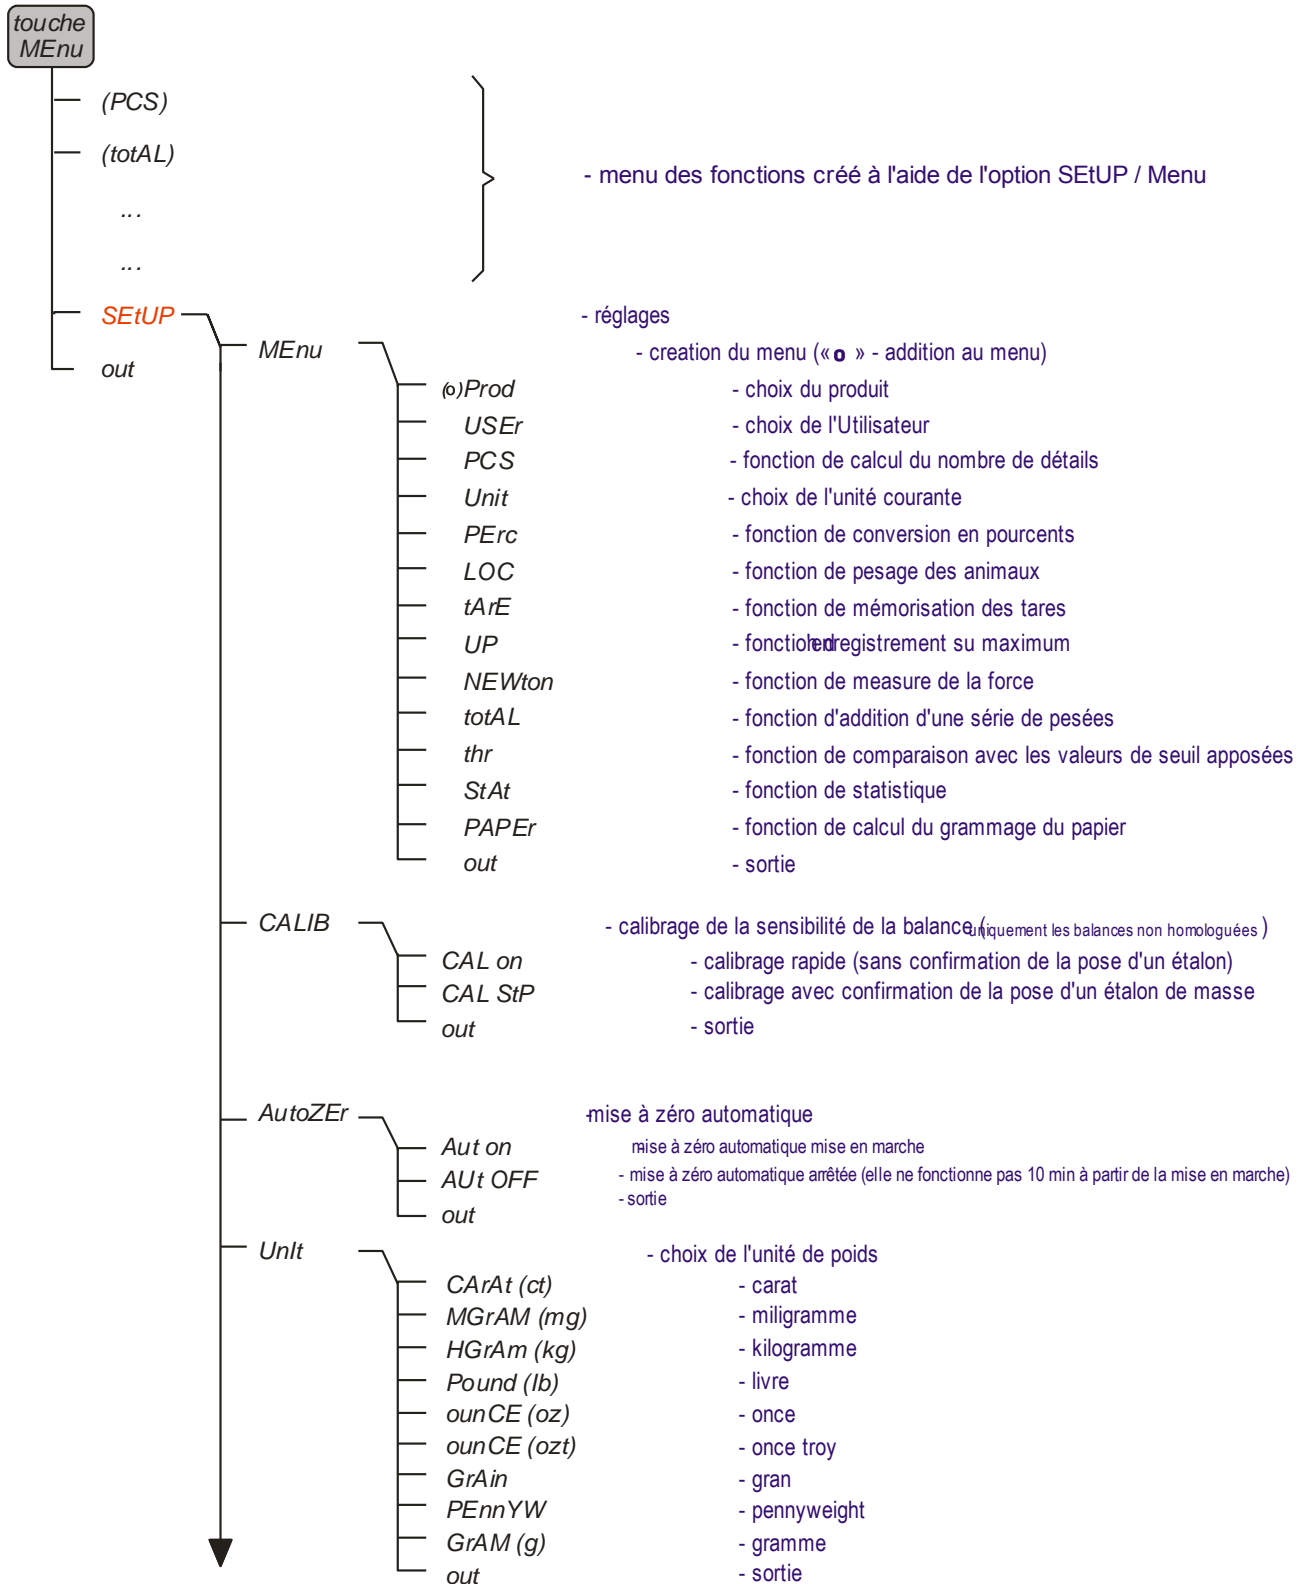 touche
MEnu
(PCS)
(totAL)
- menu des fonctions créé à l'aide de l'option SEtUP / Menu
...
...
SEtUP - réglages
MEnu - creation du menu (« o » - addition au menu)
out
(o)Prod - choix du produit
USEr - choix de l'Utilisateur
PCS - fonction de calcul du nombre de détails
Unit - choix de l'unité courante
PErc - fonction de conversion en pourcents
LOC - fonction de pesage des animaux
tArE - fonction de mémorisation des tares
UP - fonction enregistrement su maximum
NEWton - fonction de measure de la force
totAL - fonction d'addition d'une série de pesées
thr - fonction de comparaison avec les valeurs de seuil apposées
StAt - fonction de statistique
PAPEr - fonction de calcul du grammage du papier
out - sortie
CALIB - calibrage de la sensibilité de la balance (uniquement les balances non homologuées )
CAL on - calibrage rapide (sans confirmation de la pose d'un étalon)
CAL StP - calibrage avec confirmation de la pose d'un étalon de masse
out - sortie
AutoZEr -mise à zéro automatique
Aut on - mise à zéro automatique mise en marche
AUt OFF - mise à zéro automatique arrêtée (elle ne fonctionne pas 10 min à partir de la mise en marche)
out - sortie
UnIt - choix de l'unité de poids
CArAt (ct) - carat
MGrAM (mg) - miligramme
HGrAm (kg) - kilogramme
Pound (lb) - livre
ounCE (oz) - once
ounCE (ozt) - once troy
GrAin - gran
PEnnYW - pennyweight
GrAM (g) - gramme
out - sortie